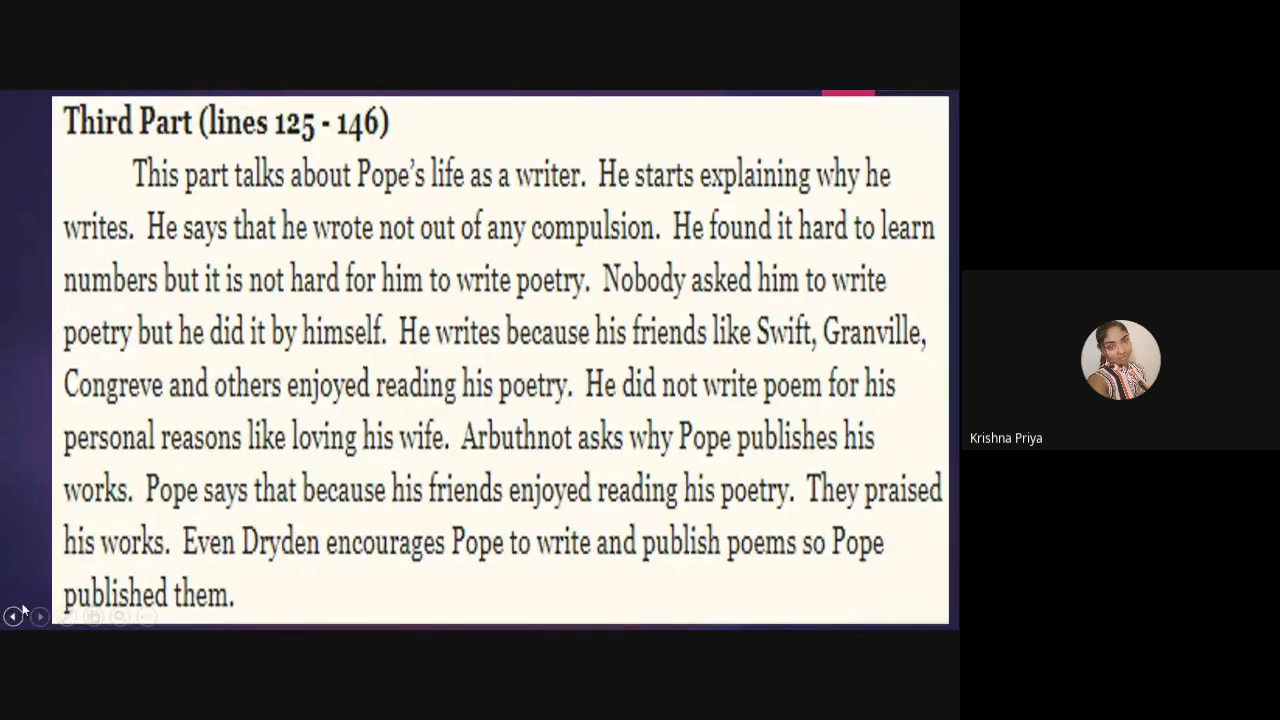 Third Part (lines 125 - 146)
This part talks about Pope's life as a writer. He starts explaining why he
writes. He says that he wrote not out of any compulsion. He found it hard to learn
numbers but it is not hard for him to write poetry. Nobody asked him to write
poetry but he did it by himself. He writes because his friends like Swift, Granville,
Congreve and others enjoyed reading his poetry. He did not write poem for his
personal reasons like loving his wife. Arbuthnot asks why Pope publishes his
works. Pope says that because his friends enjoyed reading his poetry. They praised
his works. Even Dryden encourages Pope to write and publish poems so Pope
published them.
Krishna Priya